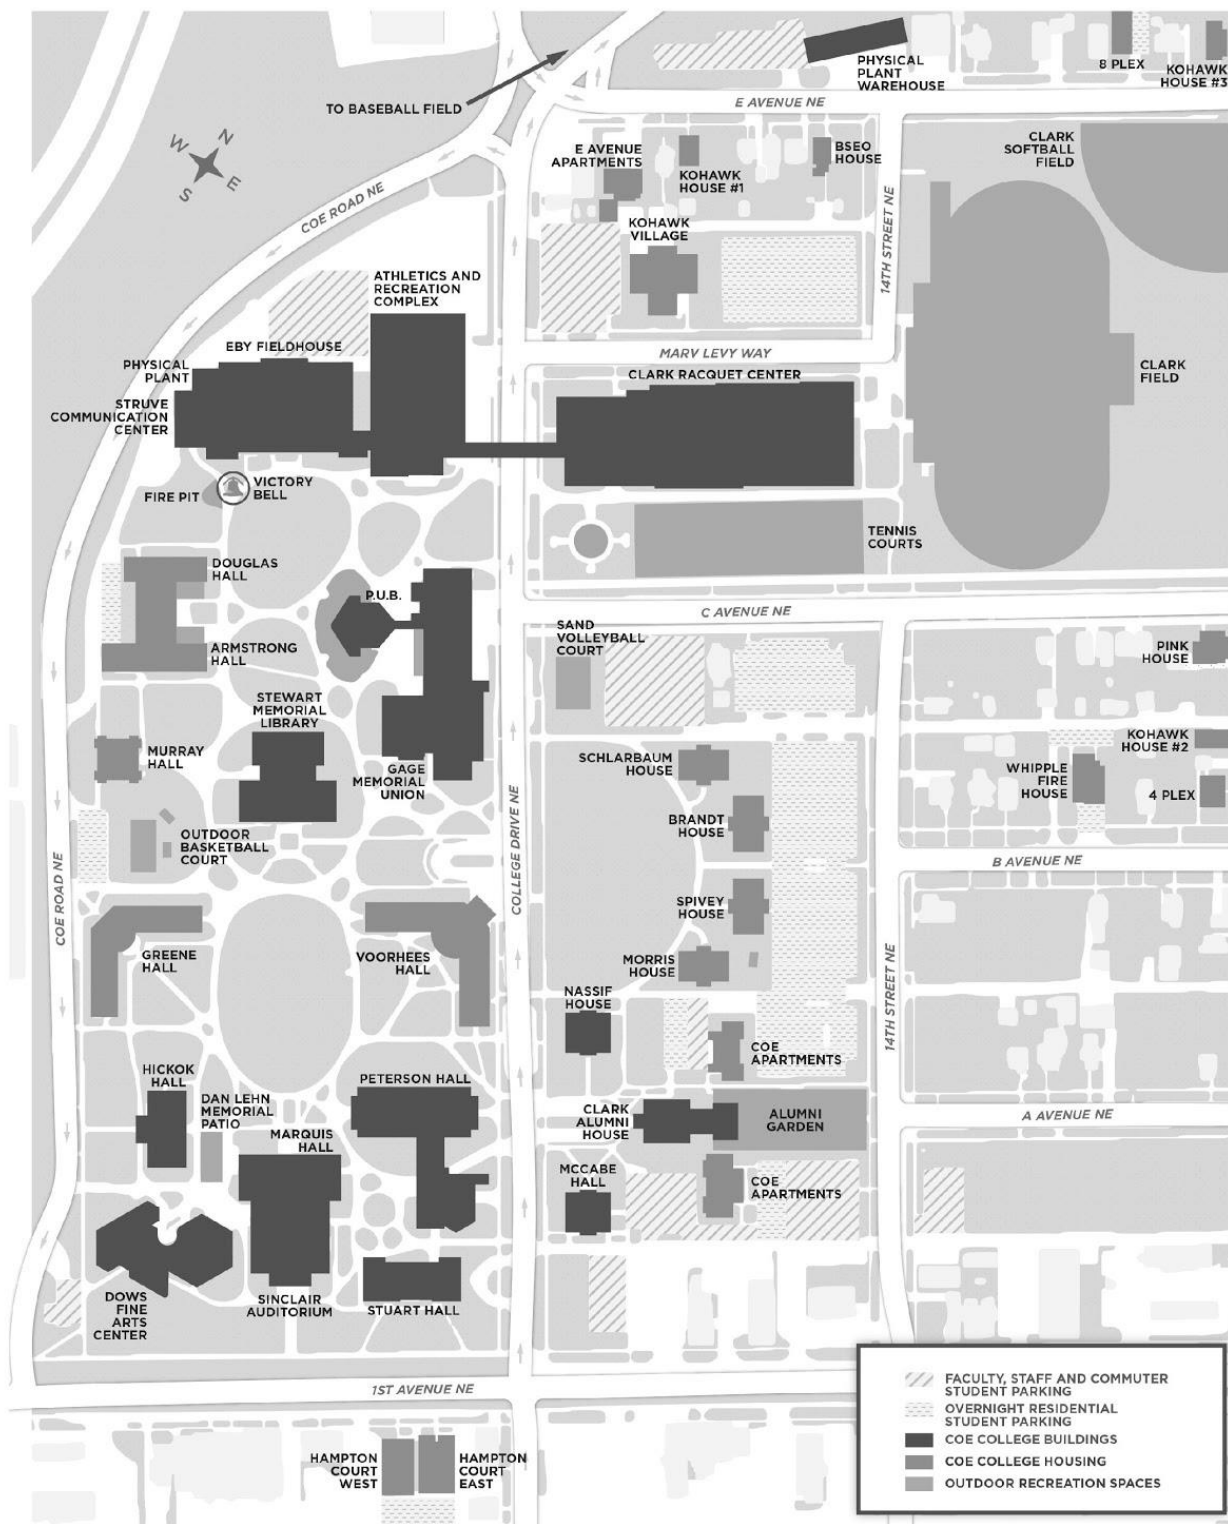 PHYSICAL
PLANT
WAREHOUSE
8 PLEX
KOHAWK
HOUSE #3
TO BASEBALL FIELD
E AVENUE NE
N
W
E
S
E AVENUE
APARTMENTS
KOHAWK
HOUSE #1
BSEO
HOUSE
CLARK
SOFTBALL
FIELD
COE ROAD NE
KOHAWK
VILLAGE
14TH STREET NE
ATHLETICS AND
RECREATION
COMPLEX
EBY FIELDHOUSE
PHYSICAL
PLANT
STRUVE
COMMUNICATION
CENTER
MARV LEVY WAY
CLARK RACQUET CENTER
CLARK
FIELD
FIRE PIT
VICTORY
BELL
TENNIS
COURTS
DOUGLAS
HALL
P.U.B.
C AVENUE NE
ARMSTRONG
HALL
SAND
VOLLEYBALL
COURT
PINK
HOUSE
STEWART
MEMORIAL
LIBRARY
MURRAY
HALL
GAGE
MEMORIAL
UNION
SCHLARBAUM
HOUSE
KOHAWK
HOUSE #2
WHIPPLE
FIRE
HOUSE
4 PLEX
BRANDT
HOUSE
OUTDOOR
BASKETBALL
COURT
COE ROAD NE
COLLEGE DRIVE NE
B AVENUE NE
SPIVEY
HOUSE
GREENE
HALL
VOORHEES
HALL
MORRIS
HOUSE
NASSIF
HOUSE
14TH STREET NE
COE
APARTMENTS
HICKOK
HALL
PETERSON HALL
DAN LEHN
MEMORIAL
PATIO
MARQUIS
HALL
CLARK
ALUMNI
HOUSE
ALUMNI
GARDEN
A AVENUE NE
MCCABE
HALL
COE
APARTMENTS
DOWS
FINE
ARTS
CENTER
SINCLAIR
AUDITORIUM
STUART HALL
1ST AVENUE NE
HAMPTON
COURT
WEST
HAMPTON
COURT
EAST
FACULTY, STAFF AND COMMUTER
STUDENT PARKING
OVERNIGHT RESIDENTIAL
STUDENT PARKING
COE COLLEGE BUILDINGS
COE COLLEGE HOUSING
OUTDOOR RECREATION SPACES